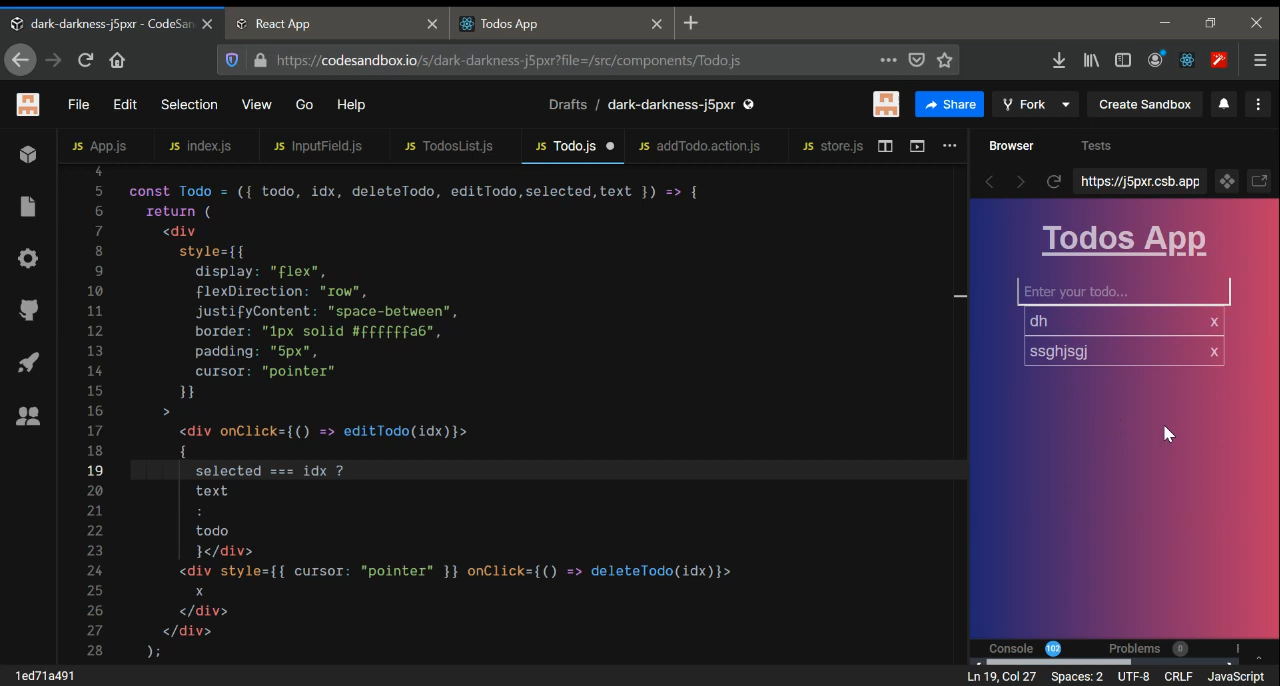 dark-darkness-j5pxr - CodeSan
React App
Todos App
https://codesandbox.io/s/dark-darkness-j5pxr?file=/src/components/Todo.js
File Edit Selection View Go Help
Drafts / dark-darkness-j5pxr
Share
Fork
Create Sandbox
JS App.js
JS index.js
JS InputField.js
JS TodosList.js
JS Todo.js
JS addTodo.action.js
JS store.js
Browser
Tests
https://j5pxr.csb.app
4
5 const Todo = ({ todo, idx, deleteTodo, editTodo,selected,text }) => {
6 return (
7 <div
8 style={{
9 display: "flex",
10 flexDirection: "row",
11 justifyContent: "space-between",
12 border: "1px solid #ffffffa6",
13 padding: "5px",
14 cursor: "pointer"
15 }}
16 >
17 <div onClick={() => editTodo(idx)}>
18 {
19 selected === idx ?
20 text
21 :
22 todo
23 }</div>
24 <div style={{ cursor: "pointer" }} onClick={() => deleteTodo(idx)}>
25 x
26 </div>
27 </div>
28 );
Todos App
Enter your todo...
dh x
ssghjsgj x
Console 102
Problems 0
1ed71a491
Ln 19, Col 27 Spaces: 2 UTF-8 CRLF JavaScript